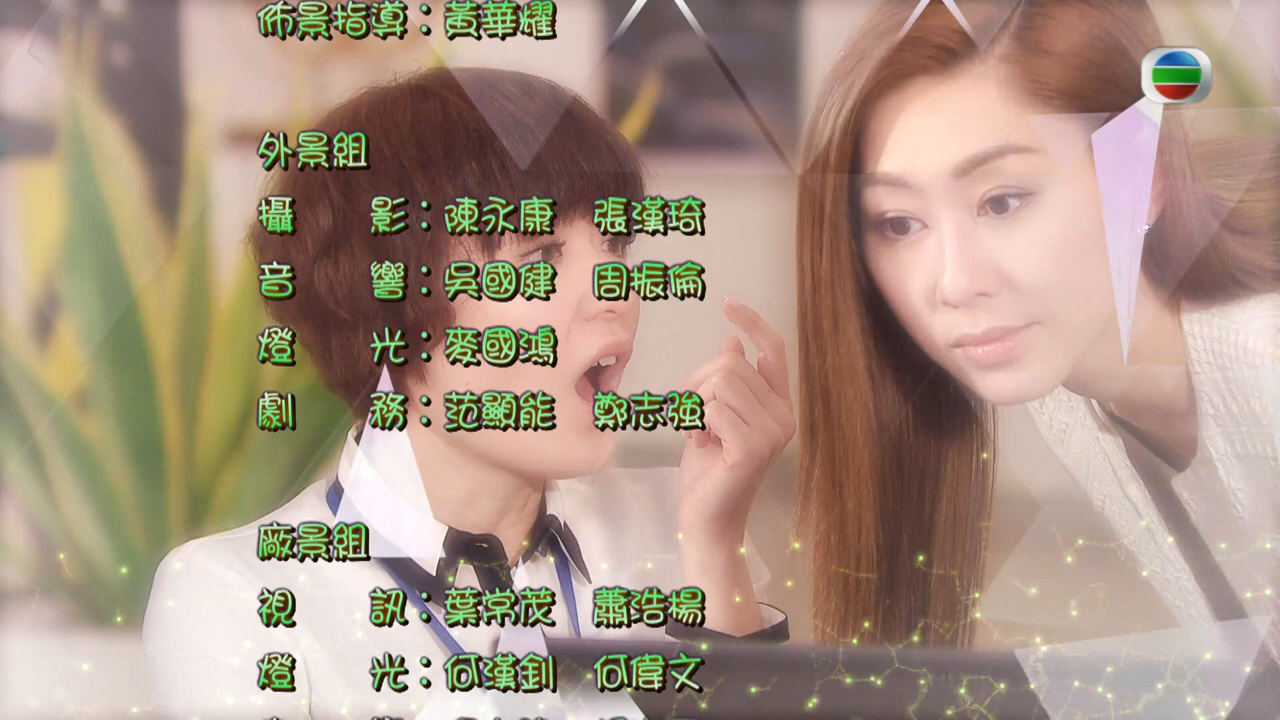 佈景指導：黃華耀
外景組
攝　　影：陳永康　張漢琦
音　　響：吳國健　周振倫
燈　　光：麥國鴻
劇　　務：范顯能　鄭志強
廠景組
視　　訊：葉常茂　蕭浩揚
燈　　光：何漢釗　何偉文